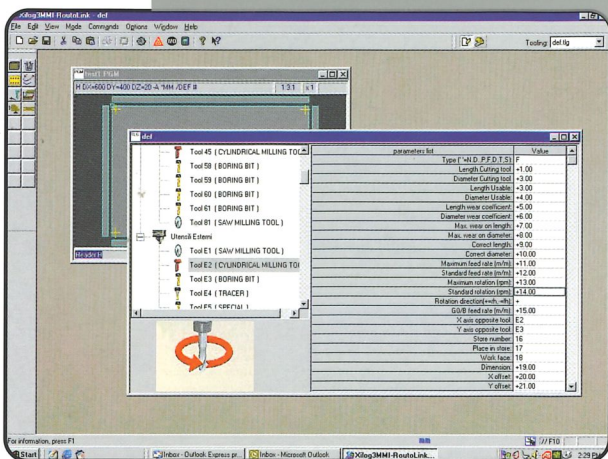 Xilog3MMI-RoutoLink - def
File Edit View Mode Commands Options Window Help
Tooling: def.tlg
test1.PGM
H DX=600 DY=400 DZ=20 -A *MM /DEF #
1:3.1 x1
Header H
def
Tool 45 ( CYLINDRICAL MILLING TOO
Tool 58 ( BORING BIT )
Tool 59 ( BORING BIT )
Tool 60 ( BORING BIT )
Tool 61 ( BORING BIT )
Tool 81 ( SAW MILLING TOOL )
Utensili Esterni
Tool E1 ( SAW MILLING TOOL )
Tool E2 ( CYLINDRICAL MILLING TOO
Tool E3 ( BORING BIT )
Tool E4 ( TRACER )
Tool E5 ( SPECIAL )
parameters list Value
Type (' '=N.D .P,F,D,T,S): F
Length Cutting tool: +1.00
Diameter Cutting tool: +3.00
Length Usable: +3.00
Diameter Usable: +4.00
Length wear coefficient: +5.00
Diameter wear coefficient: +6.00
Max. wear on length: +7.00
Max. wear on diameter: +8.00
Correct length: +9.00
Correct diameter: +10.00
Maximum feed rate (m/m): +11.00
Standard feed rate (m/m): +12.00
Maximum rotation (rpm): +13.00
Standard rotation (rpm): +14.00
Rotation direction(+=rh,-=lh): +
G0/B feed rate (m/m): +15.00
X axis opposite tool: E2
Y axis opposite tool: E3
Store number: 16
Place in store: 17
Work face: 18
Dimension: +19.00
X offset: +20.00
Y offset: +21.00
For information, press F1
// F10
Start
Inbox - Outlook Express pr...
Inbox - Microsoft Outlook
Xilog3MMI-RoutoLink...
2:29 PM